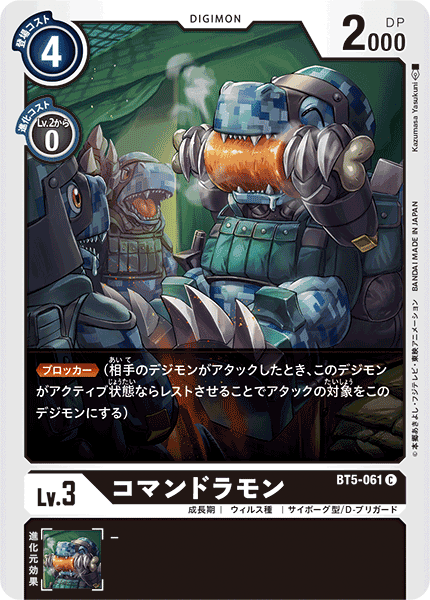 登場コスト
4
DIGIMON
DP
2000
進化コスト
Lv.2から
0
Kazumasa Yasukuni
BANDAI MADE IN JAPAN
©本郷あきよし・フジテレビ・東映アニメーション
ブロッカー (相手のデジモンがアタックしたとき、このデジモン
がアクティブ状態ならレストさせることでアタックの対象をこの
デジモンにする)
BT5-061 C
Lv.3 コマンドラモン
成長期 | ウィルス種 | サイボーグ型/D-ブリガード
進化元効果
-